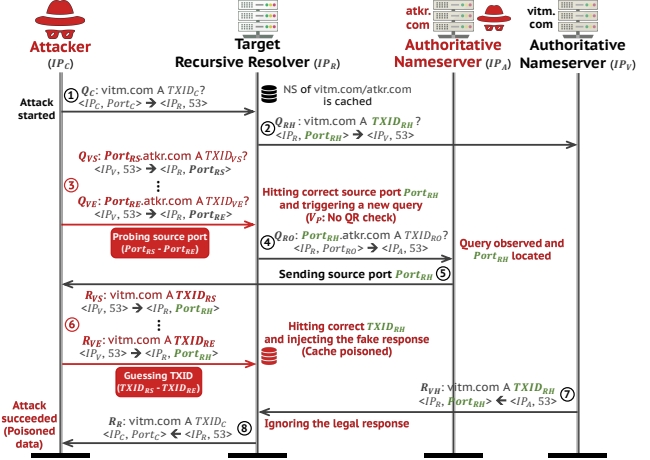 atkr.
com
vitm.
com
Attacker
(IP_C)
Target
Recursive Resolver (IP_R)
Authoritative
Nameserver (IP_A)
Authoritative
Nameserver (IP_V)
Attack
started
① Q_C: vitm.com A TXID_C?
<IP_C, Port_C> ➔ <IP_R, 53>
NS of vitm.com/atkr.com
is cached
② Q_RH: vitm.com A TXID_RH?
<IP_R, Port_RH> ➔ <IP_V, 53>
③
Q_VS: Port_RS.atkr.com A TXID_VS?
<IP_V, 53> ➔ <IP_R, Port_RS>
⋮
Q_VE: Port_RE.atkr.com A TXID_VE?
<IP_V, 53> ➔ <IP_R, Port_RE>
Probing source port
(Port_RS - Port_RE)
Hitting correct source port Port_RH
and triggering a new query
(V_P: No QR check)
④ Q_RO: Port_RH.atkr.com A TXID_RO?
<IP_R, Port_RO> ➔ <IP_A, 53>
Query observed and
Port_RH located
Sending source port Port_RH ⑤
⑥
R_VS: vitm.com A TXID_RS
<IP_V, 53> ➔ <IP_R, Port_RH>
⋮
R_VE: vitm.com A TXID_RE
<IP_V, 53> ➔ <IP_R, Port_RH>
Guessing TXID
(TXID_RS - TXID_RE)
Hitting correct TXID_RH
and injecting the fake response
(Cache poisoned)
R_VH: vitm.com A TXID_RH ⑦
<IP_R, Port_RH> ← <IP_A, 53>
Ignoring the legal response
Attack
succeeded
(Poisoned
data)
R_R: vitm.com A TXID_C ⑧
<IP_C, Port_C> ← <IP_R, 53>